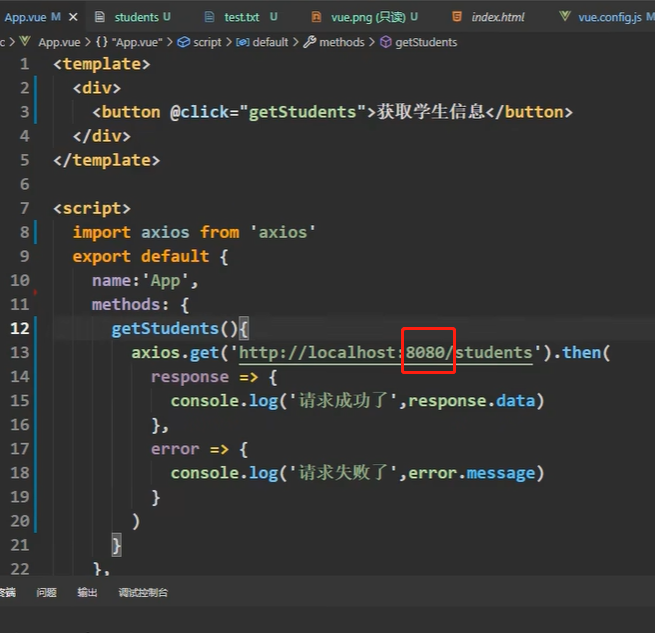 App.vue M students U test.txt U vue.png (只读) U index.html vue.config.js M
c > App.vue > {} "App.vue" > script > default > methods > getStudents
1 <template>
2 <div>
3 <button @click="getStudents">获取学生信息</button>
4 </div>
5 </template>
6
7 <script>
8 import axios from 'axios'
9 export default {
10 name:'App',
11 methods: {
12 getStudents(){
13 axios.get('http://localhost:8080/students').then(
14 response => {
15 console.log('请求成功了',response.data)
16 },
17 error => {
18 console.log('请求失败了',error.message)
19 }
20 )
21 }
22 },
终端 问题 输出 调试控制台